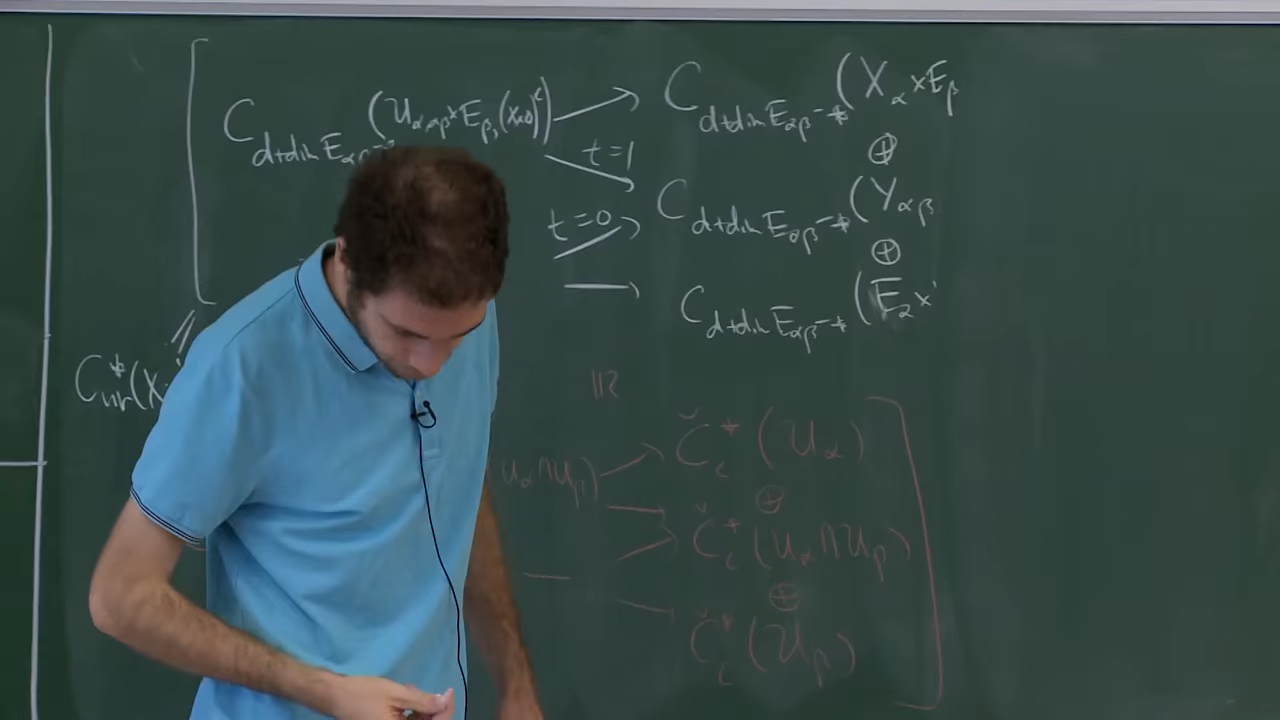 C_{d+dim E_{αβ}-*}(U_{α,αβ} × E_β, (X×0)^c) → C_{d+dim E_{αβ}-*}(X_α × E_β
t=1 ⊕
C_{d+dim E_{αβ}-*}(Y_{αβ}
t=0 ⊕
→ C_{d+dim E_{αβ}-*}(E_α ×
C^*_{vir}(X
≅
U_α ∩ U_β) → Č^*_c(U_α)
⊕
→ Č^*_c(U_α ∩ U_β)
⊕
→ Č^*_c(U_β)